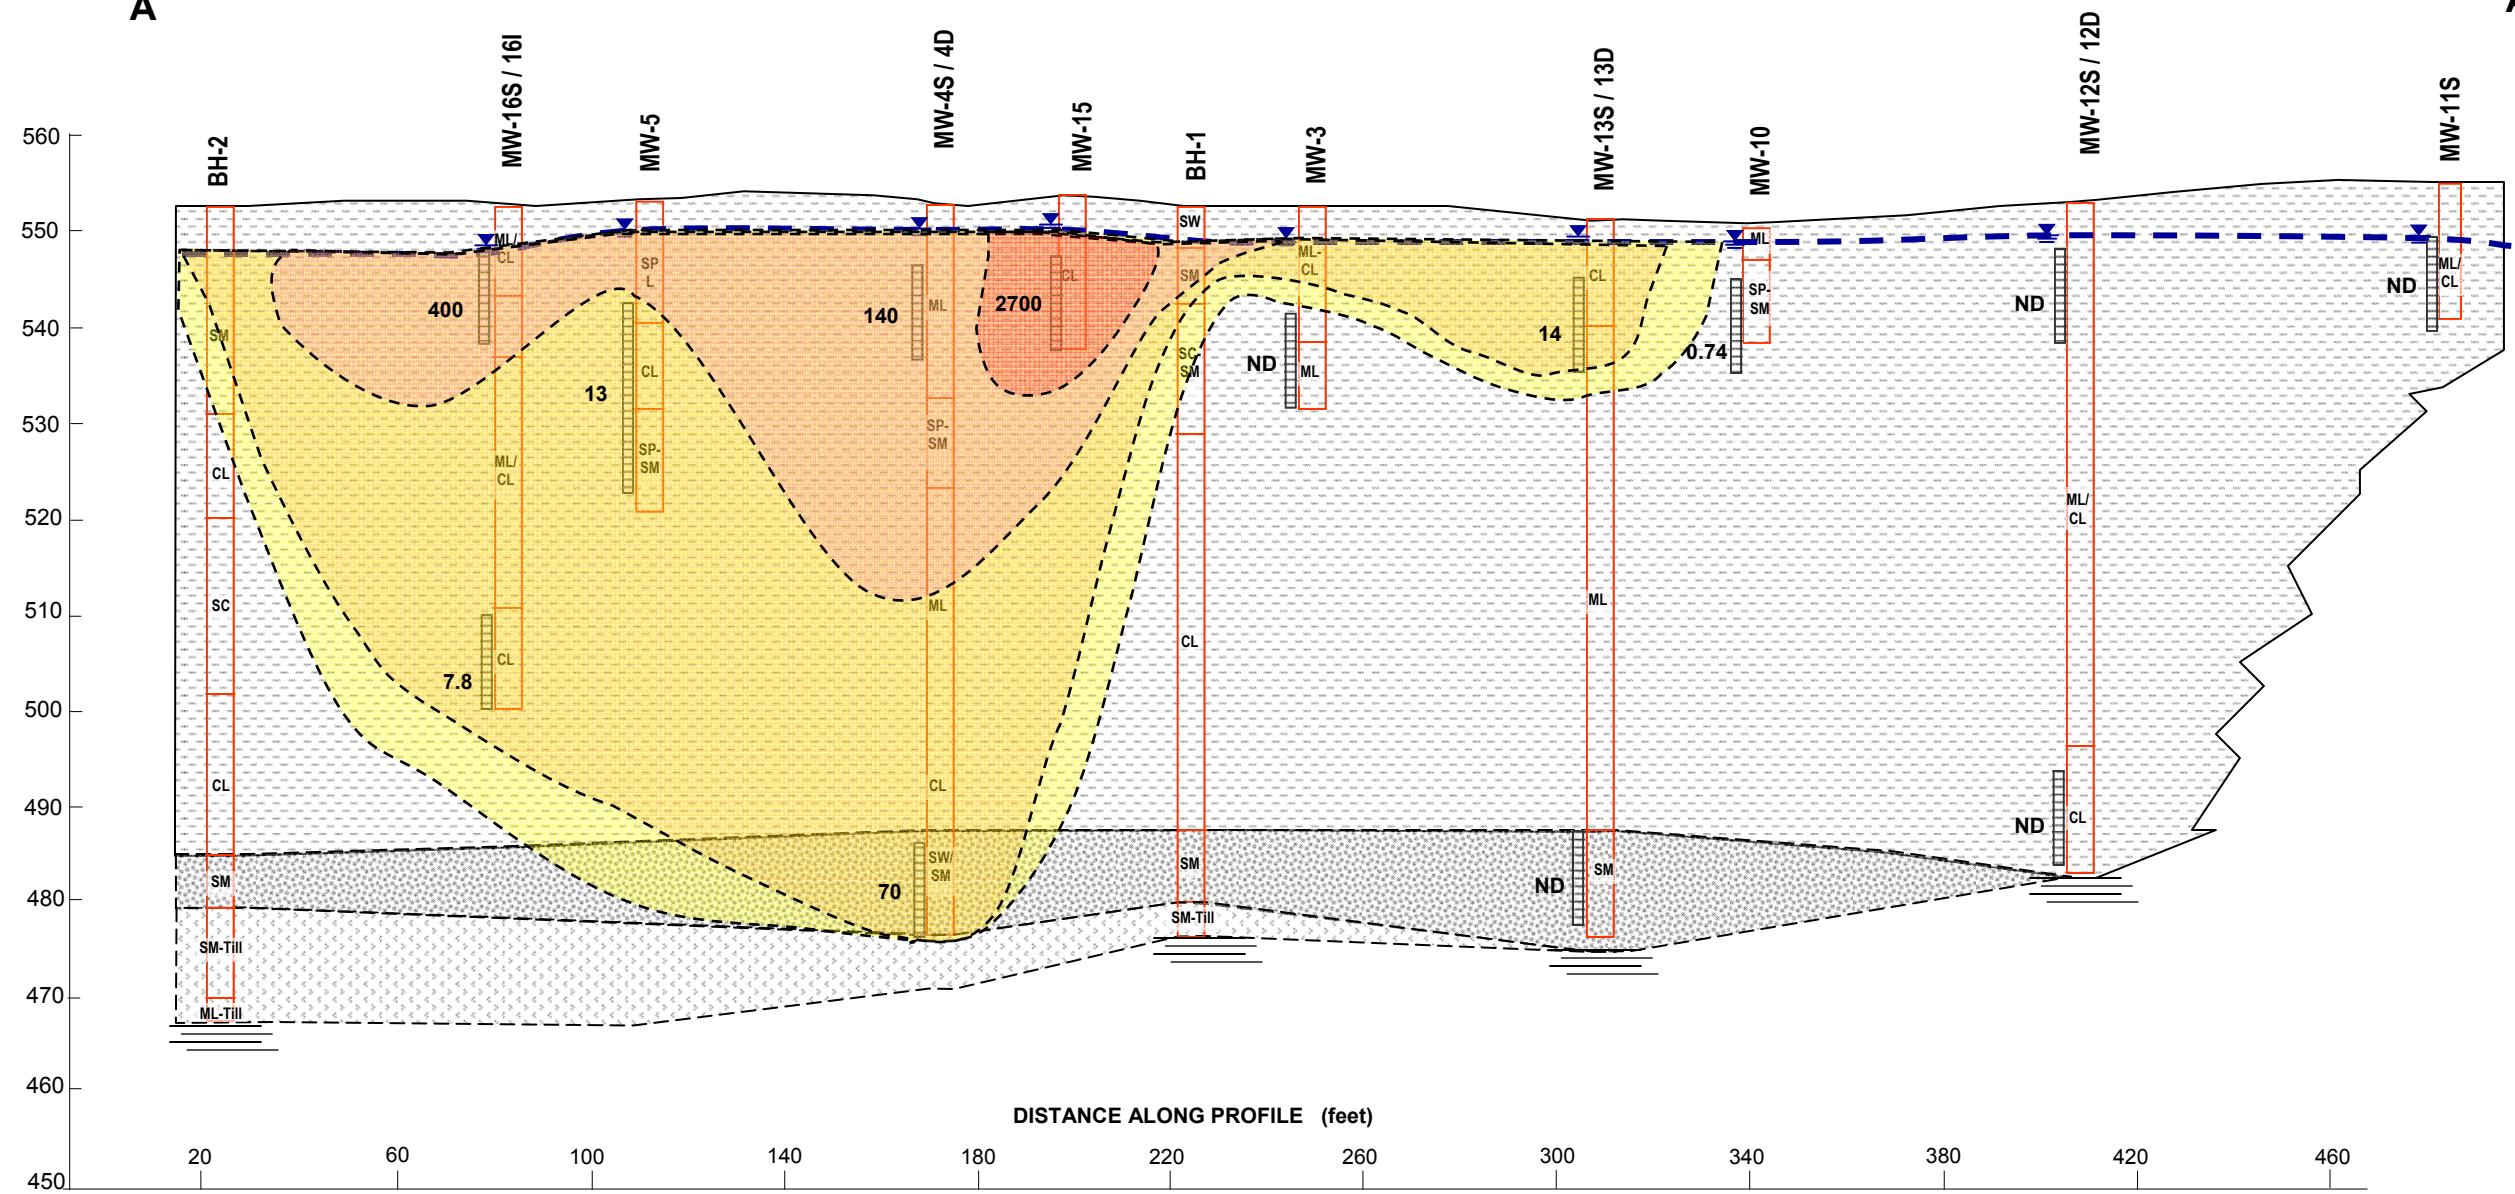 A
BH-2
MW-16S / 16I
MW-5
MW-4S / 4D
MW-15
BH-1
MW-3
MW-13S / 13D
MW-10
MW-12S / 12D
MW-11S
560
550
540
530
520
510
500
490
480
470
460
450
SM
CL
SC
CL
SM
SM-Till
ML-Till
400
ML/
CL
ML/
CL
CL
7.8
13
SP
L
CL
SP-
SM
140
ML
SP-
SM
ML
CL
SW/
SM
70
2700
CL
SW
SM
SC-
SM
CL
SM
SM-Till
ND
ML-
CL
ML
14
CL
ML
ND
SM
0.74
ML
SP-
SM
ND
ML/
CL
ND
CL
ND
ML/
CL
DISTANCE ALONG PROFILE (feet)
20 60 100 140 180 220 260 300 340 380 420 460